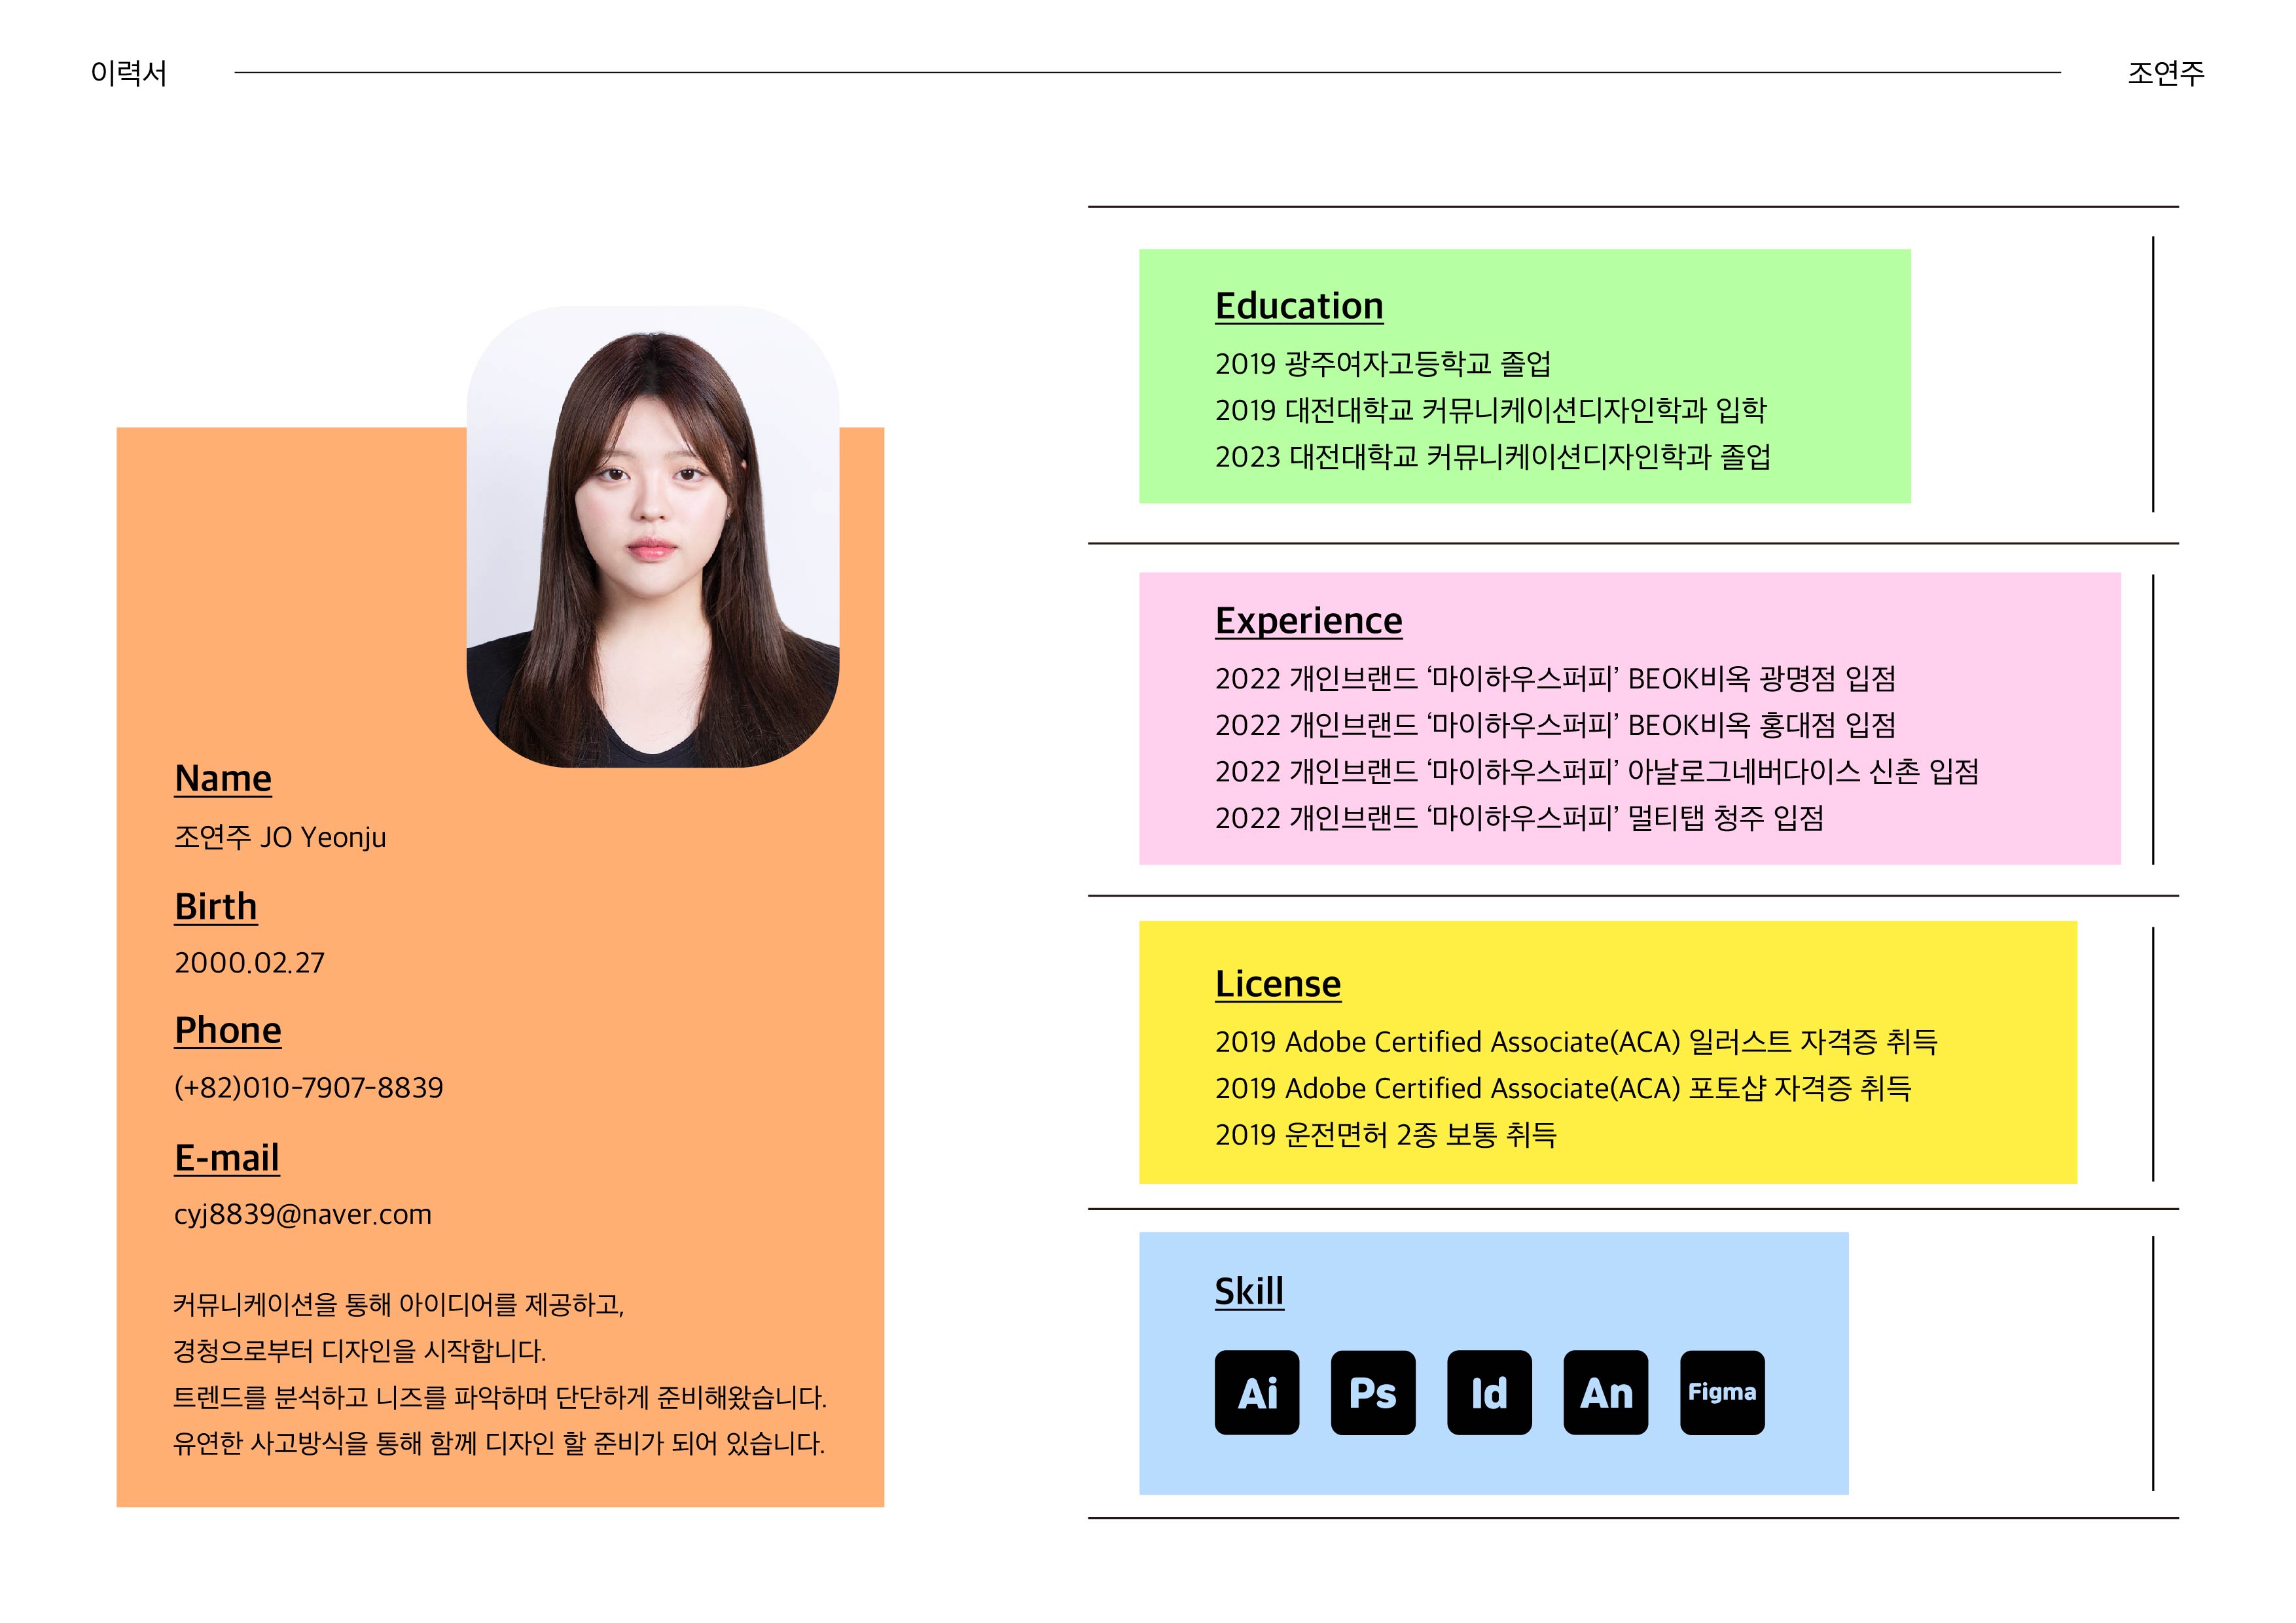 이력서
조연주
Name
조연주 JO Yeonju
Birth
2000.02.27
Phone
(+82)010-7907-8839
E-mail
cyj8839@naver.com
커뮤니케이션을 통해 아이디어를 제공하고,
경청으로부터 디자인을 시작합니다.
트렌드를 분석하고 니즈를 파악하며 단단하게 준비해왔습니다.
유연한 사고방식을 통해 함께 디자인 할 준비가 되어 있습니다.
Education
2019 광주여자고등학교 졸업
2019 대전대학교 커뮤니케이션디자인학과 입학
2023 대전대학교 커뮤니케이션디자인학과 졸업
Experience
2022 개인브랜드 ‘마이하우스퍼피’ BEOK비옥 광명점 입점
2022 개인브랜드 ‘마이하우스퍼피’ BEOK비옥 홍대점 입점
2022 개인브랜드 ‘마이하우스퍼피’ 아날로그네버다이스 신촌 입점
2022 개인브랜드 ‘마이하우스퍼피’ 멀티탭 청주 입점
License
2019 Adobe Certified Associate(ACA) 일러스트 자격증 취득
2019 Adobe Certified Associate(ACA) 포토샵 자격증 취득
2019 운전면허 2종 보통 취득
Skill
Ai Ps Id An Figma